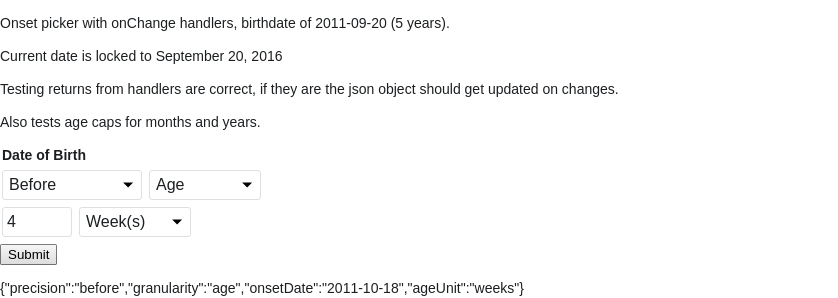 Onset picker with onChange handlers, birthdate of 2011-09-20 (5 years).
Current date is locked to September 20, 2016
Testing returns from handlers are correct, if they are the json object should get updated on changes.
Also tests age caps for months and years.
Date of Birth
Before Age
4 Week(s)
Submit
{"precision":"before","granularity":"age","onsetDate":"2011-10-18","ageUnit":"weeks"}